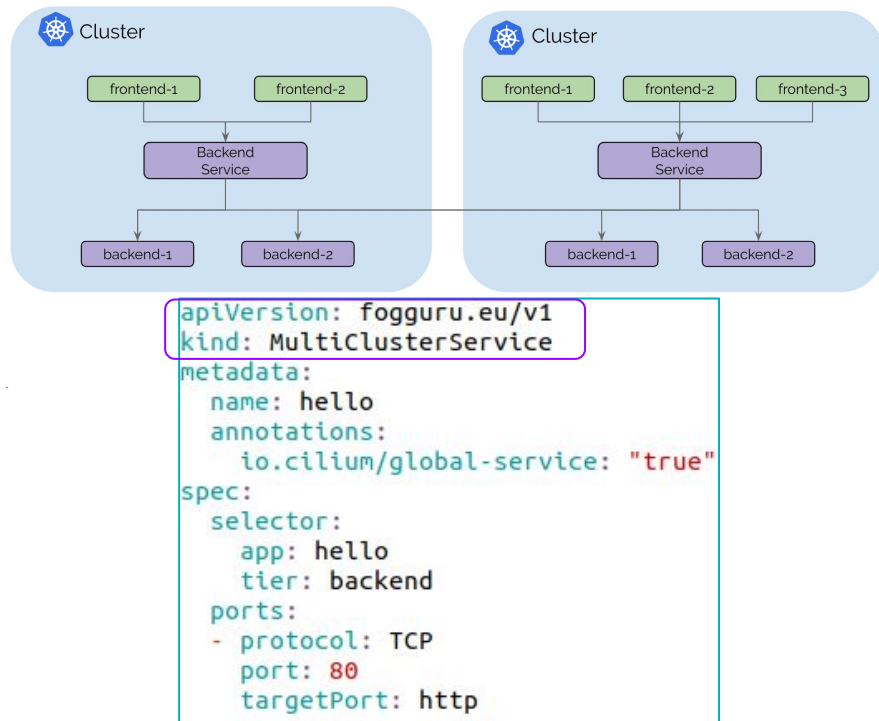 Cluster
frontend-1
frontend-2
Backend
Service
backend-1
backend-2
Cluster
frontend-1
frontend-2
frontend-3
Backend
Service
backend-1
backend-2
apiVersion: fogguru.eu/v1
kind: MultiClusterService
metadata:
  name: hello
  annotations:
    io.cilium/global-service: "true"
spec:
  selector:
    app: hello
    tier: backend
  ports:
  - protocol: TCP
    port: 80
    targetPort: http